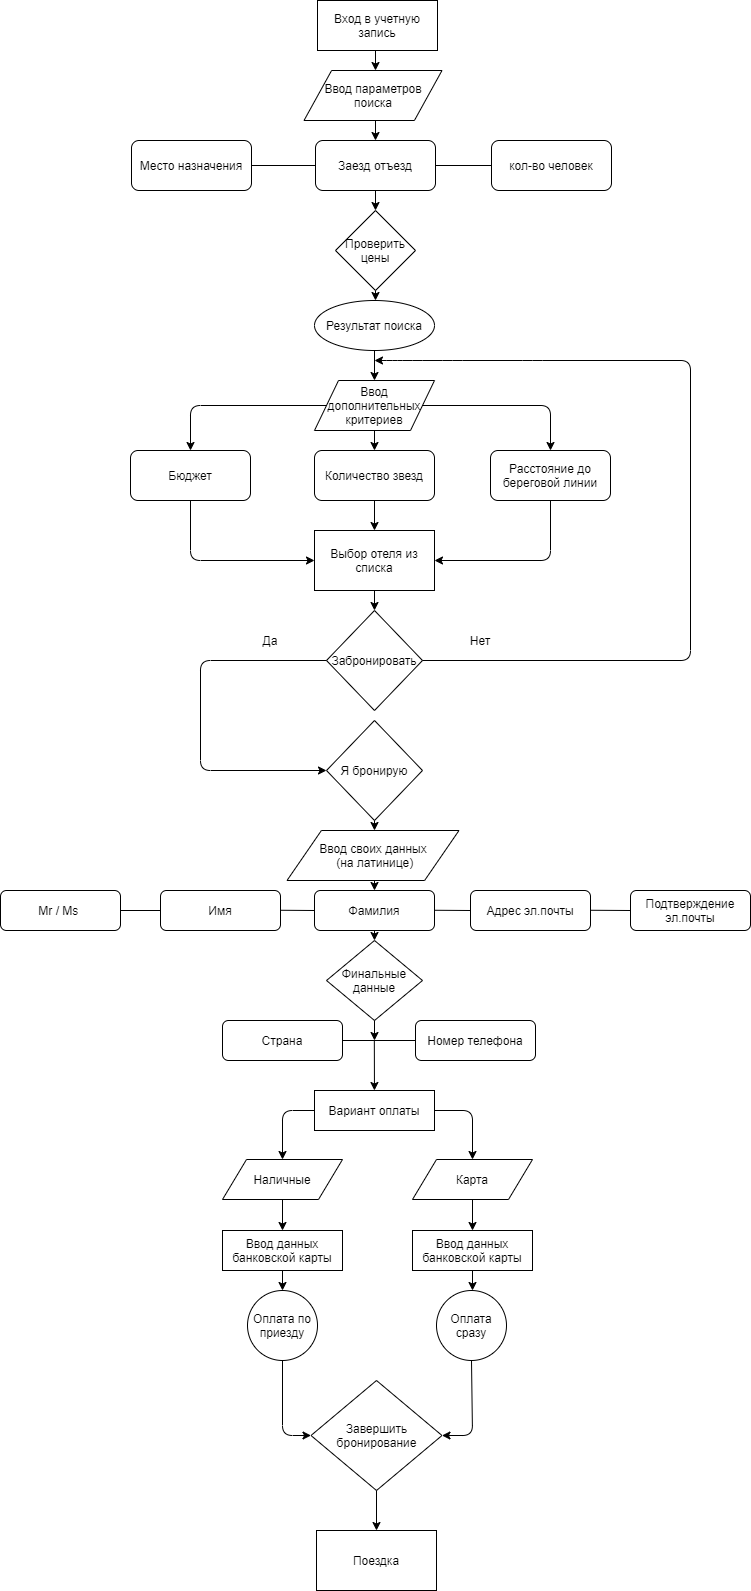 Вход в учетную
запись
Ввод параметров
поиска
Место назначения
Заезд отъезд
кол-во человек
Проверить
цены
Результат поиска
Ввод
дополнительных
критериев
Бюджет
Количество звезд
Расстояние до
береговой линии
Выбор отеля из
списка
Да
Нет
Забронировать
Я бронирую
Ввод своих данных
(на латинице)
Mr / Ms
Имя
Фамилия
Адрес эл.почты
Подтверждение
эл.почты
Финальные
данные
Страна
Номер телефона
Вариант оплаты
Наличные
Карта
Ввод данных
банковской карты
Ввод данных
банковской карты
Оплата по
приезду
Оплата
сразу
Завершить
бронирование
Поездка